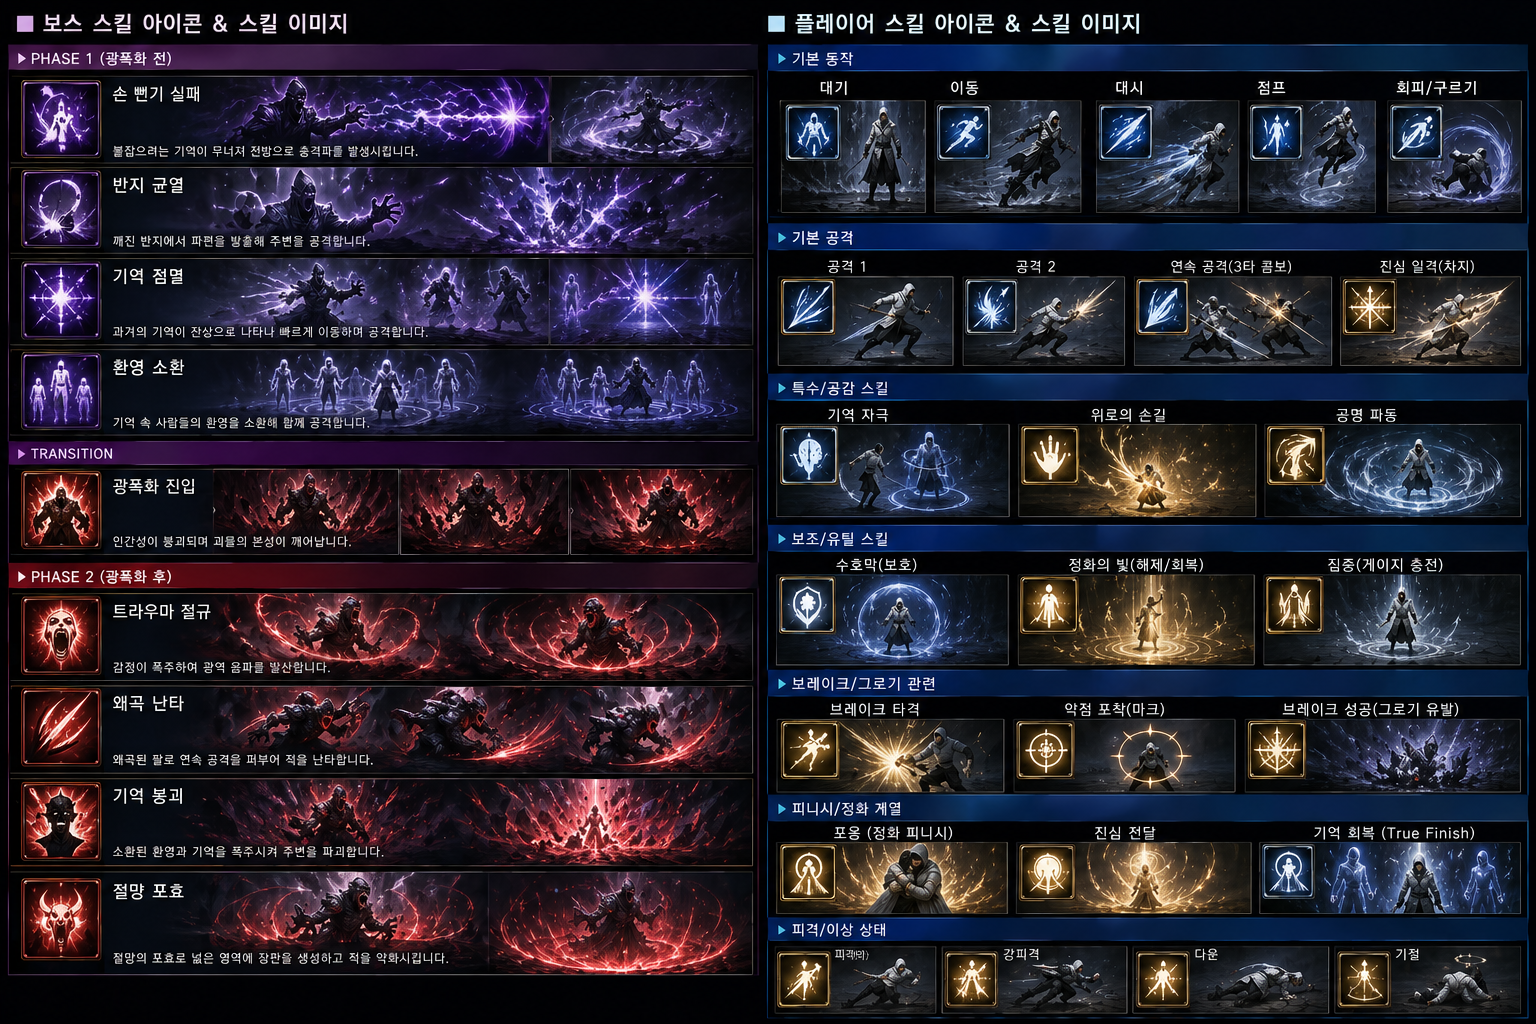 ■ 보스 스킬 아이콘 & 스킬 이미지
▶ PHASE 1 (광폭화 전)
손 뻗기 실패
붙잡으려는 기억이 무너져 전방으로 충격파를 발생시킵니다.
반지 균열
깨진 반지에서 파편을 발출해 주변을 공격합니다.
기억 점멸
과거의 기억이 잔상으로 나타나 빠르게 이동하며 공격합니다.
환영 소환
기억 속 사람들의 환영을 소환해 함께 공격합니다.
▶ TRANSITION
광폭화 진입
인간성이 붕괴되며 괴물의 본성이 깨어납니다.
▶ PHASE 2 (광폭화 후)
트라우마 절규
감정이 폭주하여 광역 음파를 발산합니다.
왜곡 난타
왜곡된 팔로 연속 공격을 퍼부어 적을 난타합니다.
기억 붕괴
소환된 환영과 기억을 폭주시켜 주변을 파괴합니다.
절망 포효
절망의 포효로 넓은 영역에 장판을 생성하고 적을 약화시킵니다.
■ 플레이어 스킬 아이콘 & 스킬 이미지
▶ 기본 동작
대기
이동
대시
점프
회피/구르기
▶ 기본 공격
공격 1
공격 2
연속 공격(3타 콤보)
진심 일격(차지)
▶ 특수/공감 스킬
기억 자극
위로의 손길
공명 파동
▶ 보조/유틸 스킬
수호막(보호)
정화의 빛(해제/회복)
집중(게이지 충전)
▶ 보레이크/그로기 관련
브레이크 타격
약점 포착(마크)
브레이크 성공(그로기 유발)
▶ 피니시/정화 계열
포옹 (정화 피니시)
진심 전달
기억 회복 (True Finish)
▶ 피격/이상 상태
강피격
다운
기절